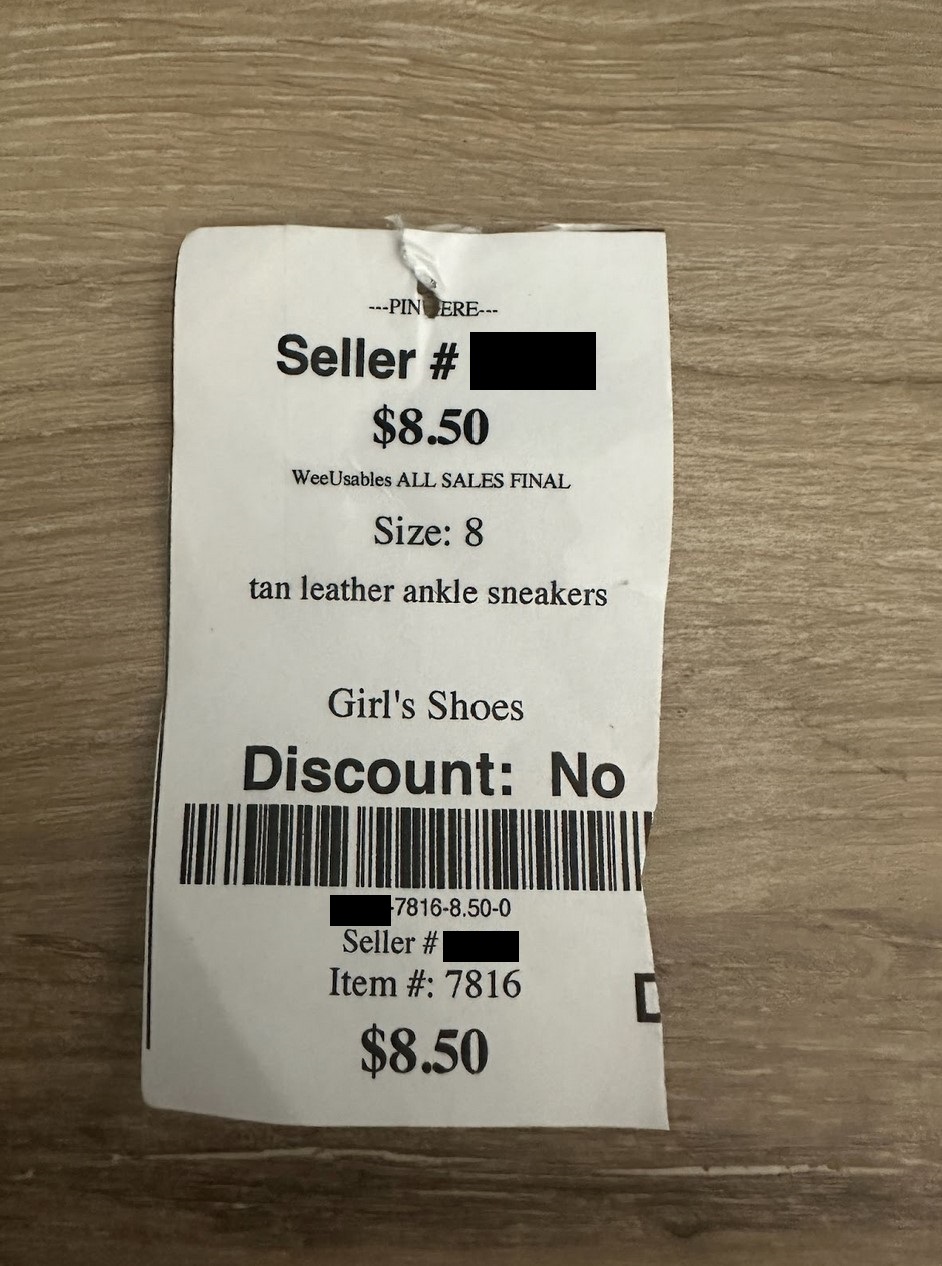 ---PIN ERE---
Seller #
$8.50
WeeUsables ALL SALES FINAL
Size: 8
tan leather ankle sneakers
Girl's Shoes
Discount: No
-7816-8.50-0
Seller #
Item #: 7816
$8.50